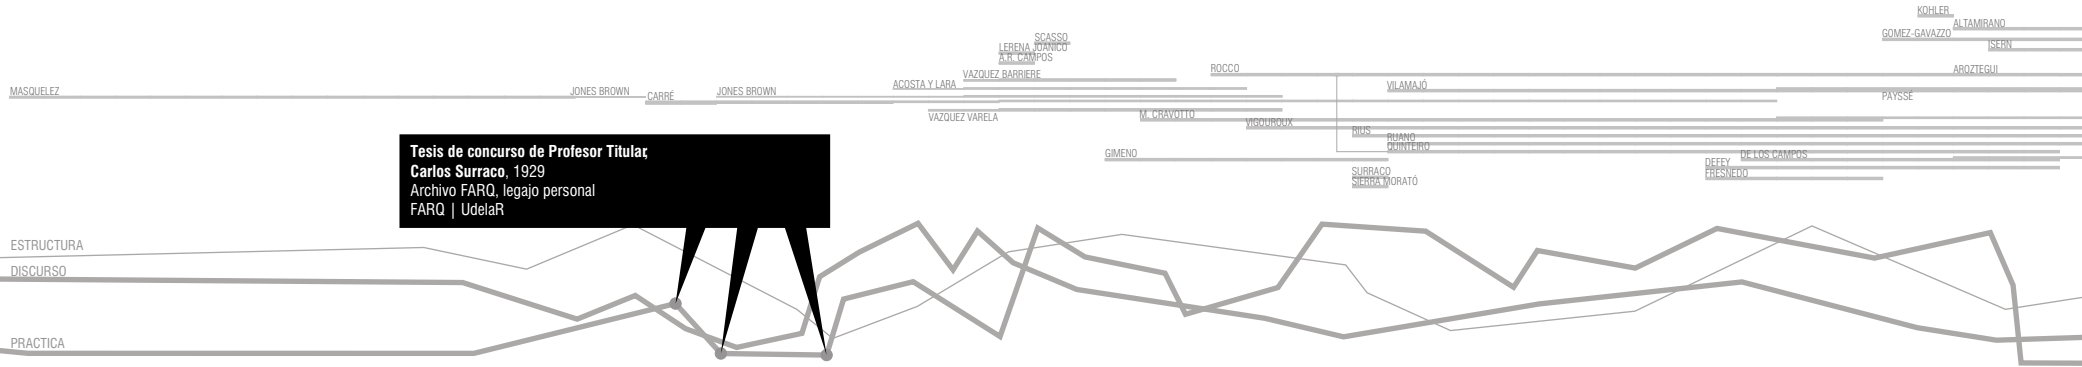 KOHLER
ALTAMIRANO
GOMEZ-GAVAZZO
SCASSO
ISERN
LERENA JOANICO
A.R. CAMPOS
ROCCO
AROZTEGUI
VAZQUEZ BARRIERE
ACOSTA Y LARA
VILAMAJÓ
MASQUELEZ
JONES BROWN
CARRÉ
JONES BROWN
PAYSSÉ
VAZQUEZ VARELA
M. CRAVOTTO
VIGOUROUX
RIUS
RUANO
QUINTEIRO
GIMENO
DE LOS CAMPOS
DEFEY
SURRACO
FRESNEDO
SIERRA MORATÓ
Tesis de concurso de Profesor Titular,
Carlos Surraco, 1929
Archivo FARQ, legajo personal
FARQ | UdelaR
ESTRUCTURA
DISCURSO
PRACTICA